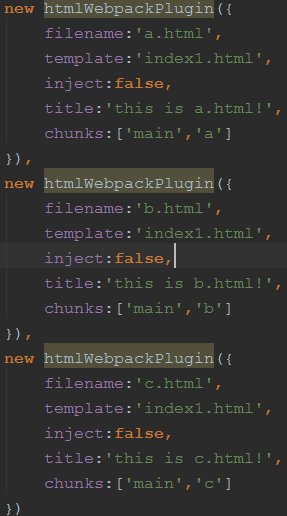 new htmlWebpackPlugin({
    filename:'a.html',
    template:'index1.html',
    inject:false,
    title:'this is a.html!',
    chunks:['main','a']
}),
new htmlWebpackPlugin({
    filename:'b.html',
    template:'index1.html',
    inject:false,
    title:'this is b.html!',
    chunks:['main','b']
}),
new htmlWebpackPlugin({
    filename:'c.html',
    template:'index1.html',
    inject:false,
    title:'this is c.html!',
    chunks:['main','c']
})